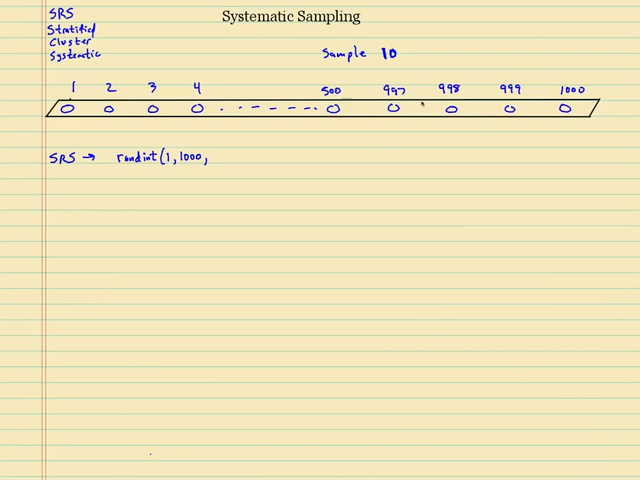 SRS
Systematic Sampling
Stratified
Cluster
Systematic
Sample 10
1 2 3 4 500 997 998 999 1000
SRS → randint(1, 1000,